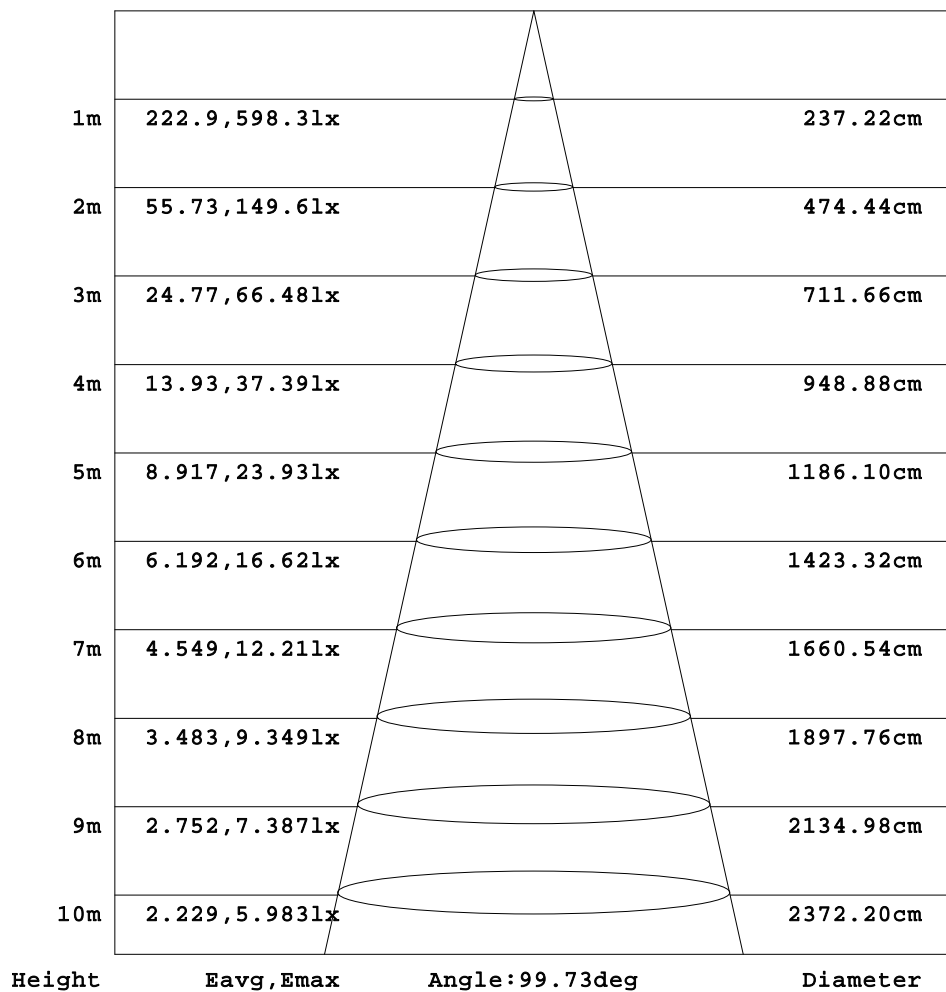 1m 222.9,598.3lx 237.22cm
2m 55.73,149.6lx 474.44cm
3m 24.77,66.48lx 711.66cm
4m 13.93,37.39lx 948.88cm
5m 8.917,23.93lx 1186.10cm
6m 6.192,16.62lx 1423.32cm
7m 4.549,12.21lx 1660.54cm
8m 3.483,9.349lx 1897.76cm
9m 2.752,7.387lx 2134.98cm
10m 2.229,5.983lx 2372.20cm
Height Eavg,Emax Angle:99.73deg Diameter